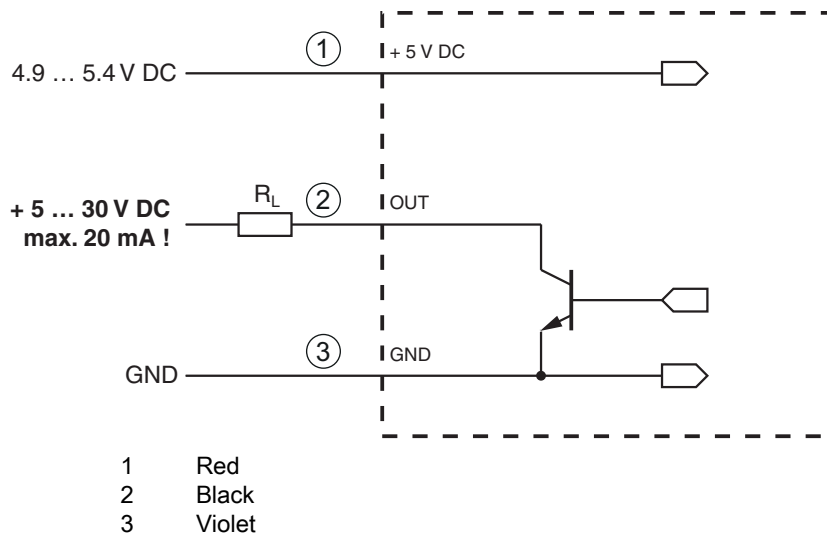 ① + 5 V DC
4.9 … 5.4 V DC
R_L ② OUT
+ 5 … 30 V DC
max. 20 mA !
③ GND
GND
1 Red
2 Black
3 Violet